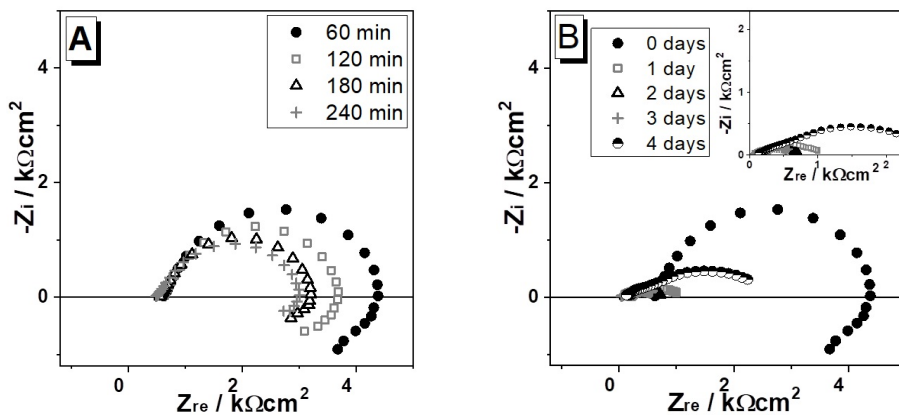 A
60 min
120 min
180 min
240 min
4
2
0
-Zi / kΩcm²
0
2
4
Zre / kΩcm²
B
0 days
1 day
2 days
3 days
4 days
4
2
0
-Zi / kΩcm²
0
2
4
Zre / kΩcm²
2
1
0
-Zi / kΩcm²
0
1
2
Zre / kΩcm²